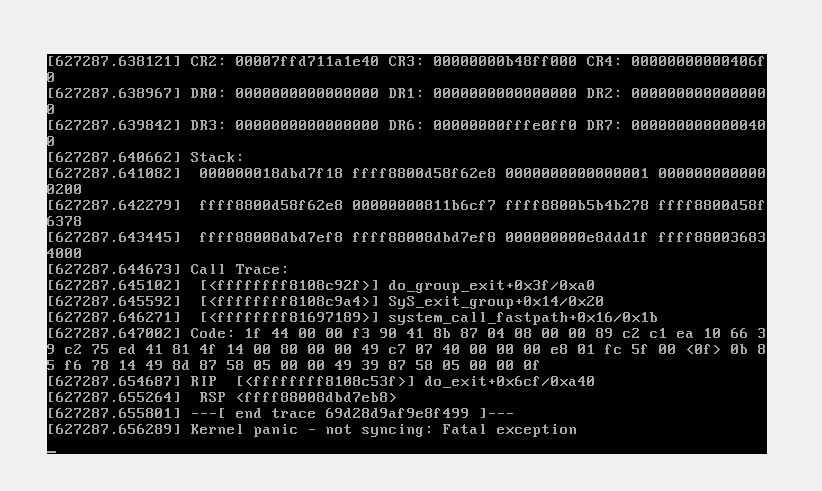 [627287.638121] CR2: 00007ffd711a1e40 CR3: 00000000b48ff000 CR4: 00000000000406f
0
[627287.638967] DR0: 0000000000000000 DR1: 0000000000000000 DR2: 000000000000000
0
[627287.639842] DR3: 0000000000000000 DR6: 00000000fffe0ff0 DR7: 000000000000040
0
[627287.640662] Stack:
[627287.641082]  000000018dbd7f18 ffff8800d58f62e8 0000000000000001 000000000000
0200
[627287.642279]  ffff8800d58f62e8 00000000811b6cf7 ffff8800b5b4b278 ffff8800d58f
6378
[627287.643445]  ffff88008dbd7ef8 ffff88008dbd7ef8 000000000e8ddd1f ffff88003683
4000
[627287.644673] Call Trace:
[627287.645102]  [<ffffffff8108c92f>] do_group_exit+0x3f/0xa0
[627287.645592]  [<ffffffff8108c9a4>] SyS_exit_group+0x14/0x20
[627287.646271]  [<ffffffff81697189>] system_call_fastpath+0x16/0x1b
[627287.647002] Code: 1f 44 00 00 f3 90 41 8b 87 04 08 00 00 89 c2 c1 ea 10 66 3
9 c2 75 ed 41 81 4f 14 00 80 00 00 49 c7 07 40 00 00 00 e8 01 fc 5f 00 <0f> 0b 8
5 f6 78 14 49 8d 87 58 05 00 00 49 39 87 58 05 00 00 0f
[627287.654687] RIP  [<ffffffff8108c53f>] do_exit+0x6cf/0xa40
[627287.655264]  RSP <ffff88008dbd7eb8>
[627287.655801] ---[ end trace 69d28d9af9e8f499 ]---
[627287.656289] Kernel panic - not syncing: Fatal exception